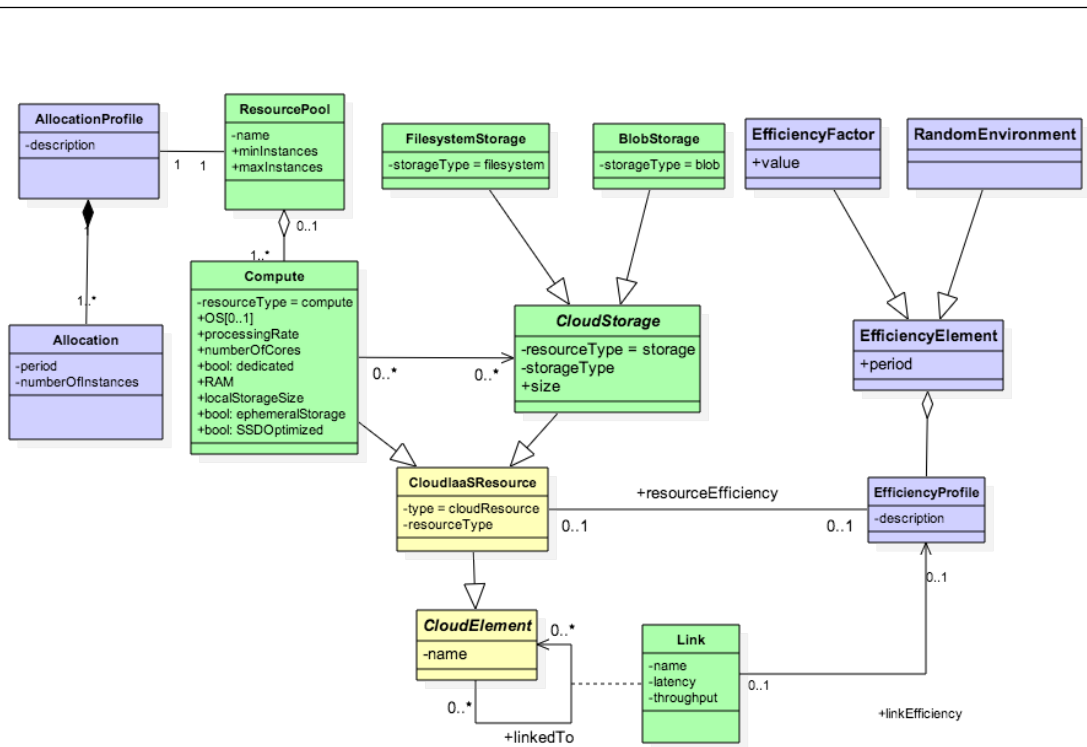 AllocationProfile
-description
1
1
ResourcePool
-name
+minInstances
+maxInstances
0..1
1..*
FilesystemStorage
-storageType = filesystem
BlobStorage
-storageType = blob
EfficiencyFactor
+value
RandomEnvironment
1..*
Allocation
-period
-numberOfInstances
Compute
-resourceType = compute
+OS[0..1]
+processingRate
+numberOfCores
+bool: dedicated
+RAM
+localStorageSize
+bool: ephemeralStorage
+bool: SSDOptimized
0..*
0..*
CloudStorage
-resourceType = storage
-storageType
+size
EfficiencyElement
+period
CloudIaaSResource
-type = cloudResource
-resourceType
+resourceEfficiency
0..1
0..1
EfficiencyProfile
-description
0..1
CloudElement
-name
0..*
0..*
+linkedTo
Link
-name
-latency
-throughput
0..1
+linkEfficiency